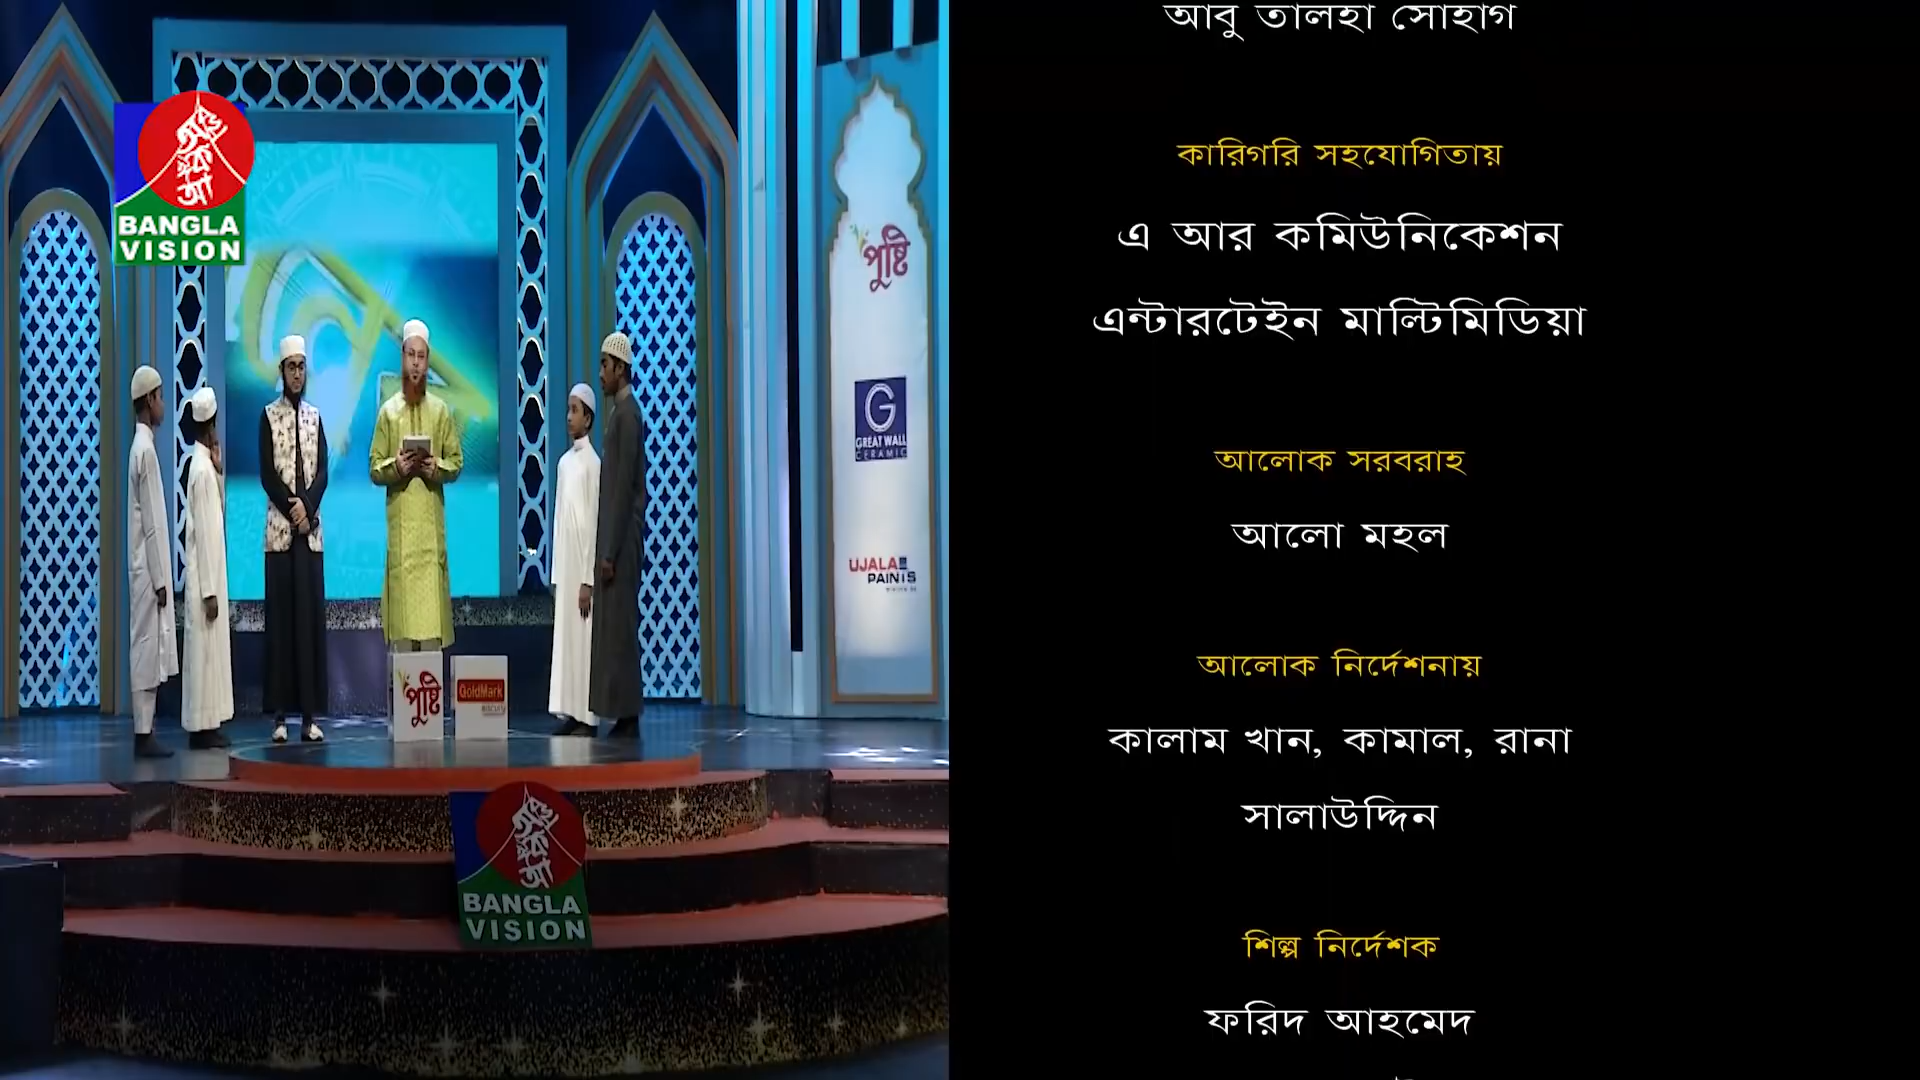 BANGLA
VISION
পুষ্টি
GREAT WALL
CERAMIC
UJALA
PAINTS
পুষ্টি
GoldMark
BANGLA
VISION
আবু তালহা সোহাগ
কারিগরি সহযোগিতায়
এ আর কমিউনিকেশন
এন্টারটেইন মাল্টিমিডিয়া
আলোক সরবরাহ
আলো মহল
আলোক নির্দেশনায়
কালাম খান, কামাল, রানা
সালাউদ্দিন
শিল্প নির্দেশক
ফরিদ আহমেদ